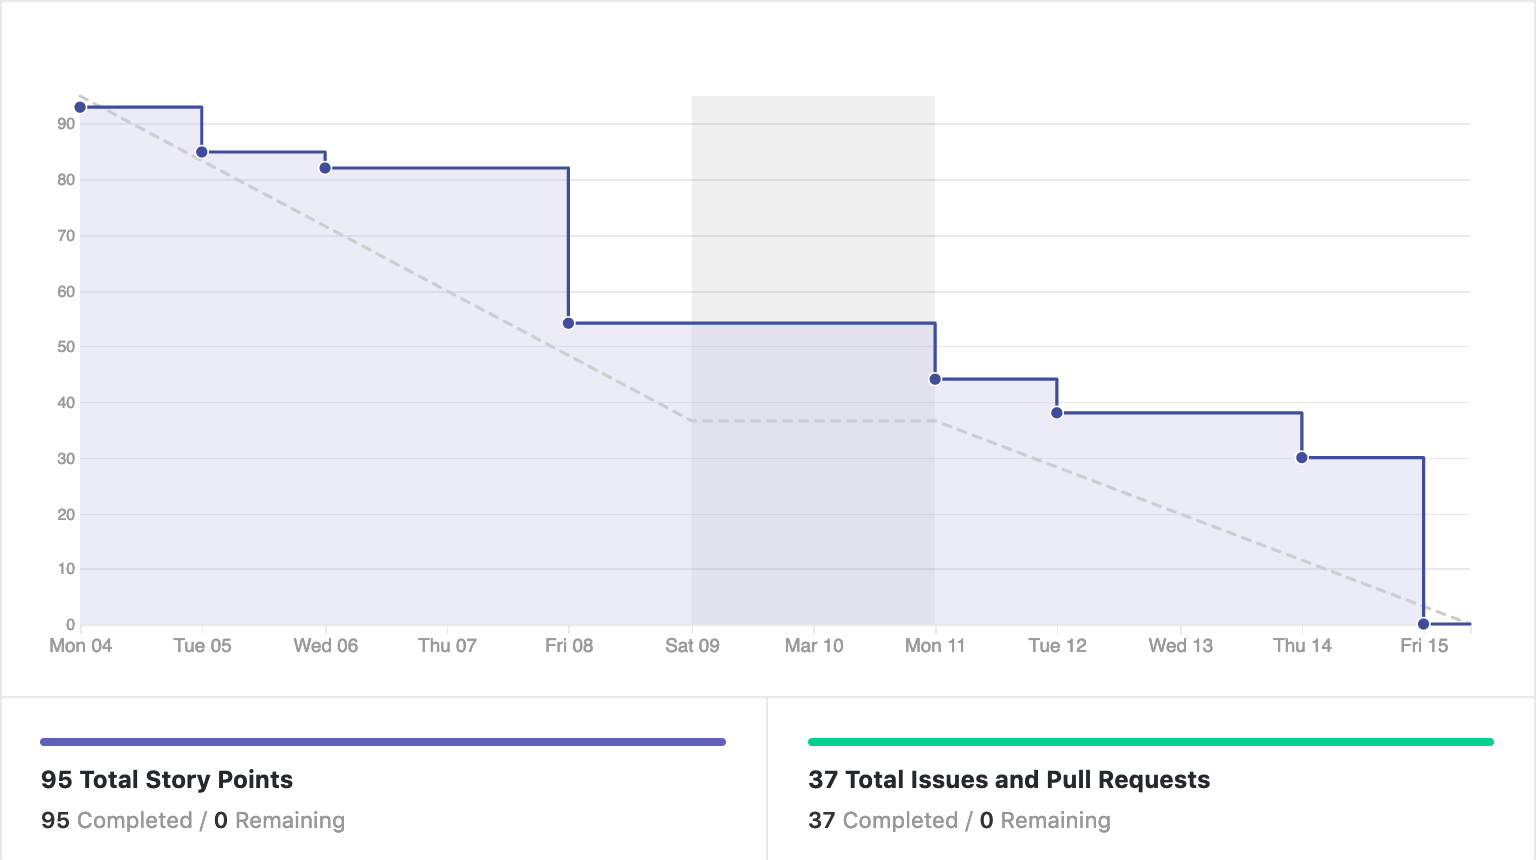 90
80
70
60
50
40
30
20
10
0
Mon 04 Tue 05 Wed 06 Thu 07 Fri 08 Sat 09 Mar 10 Mon 11 Tue 12 Wed 13 Thu 14 Fri 15
95 Total Story Points
95 Completed / 0 Remaining
37 Total Issues and Pull Requests
37 Completed / 0 Remaining